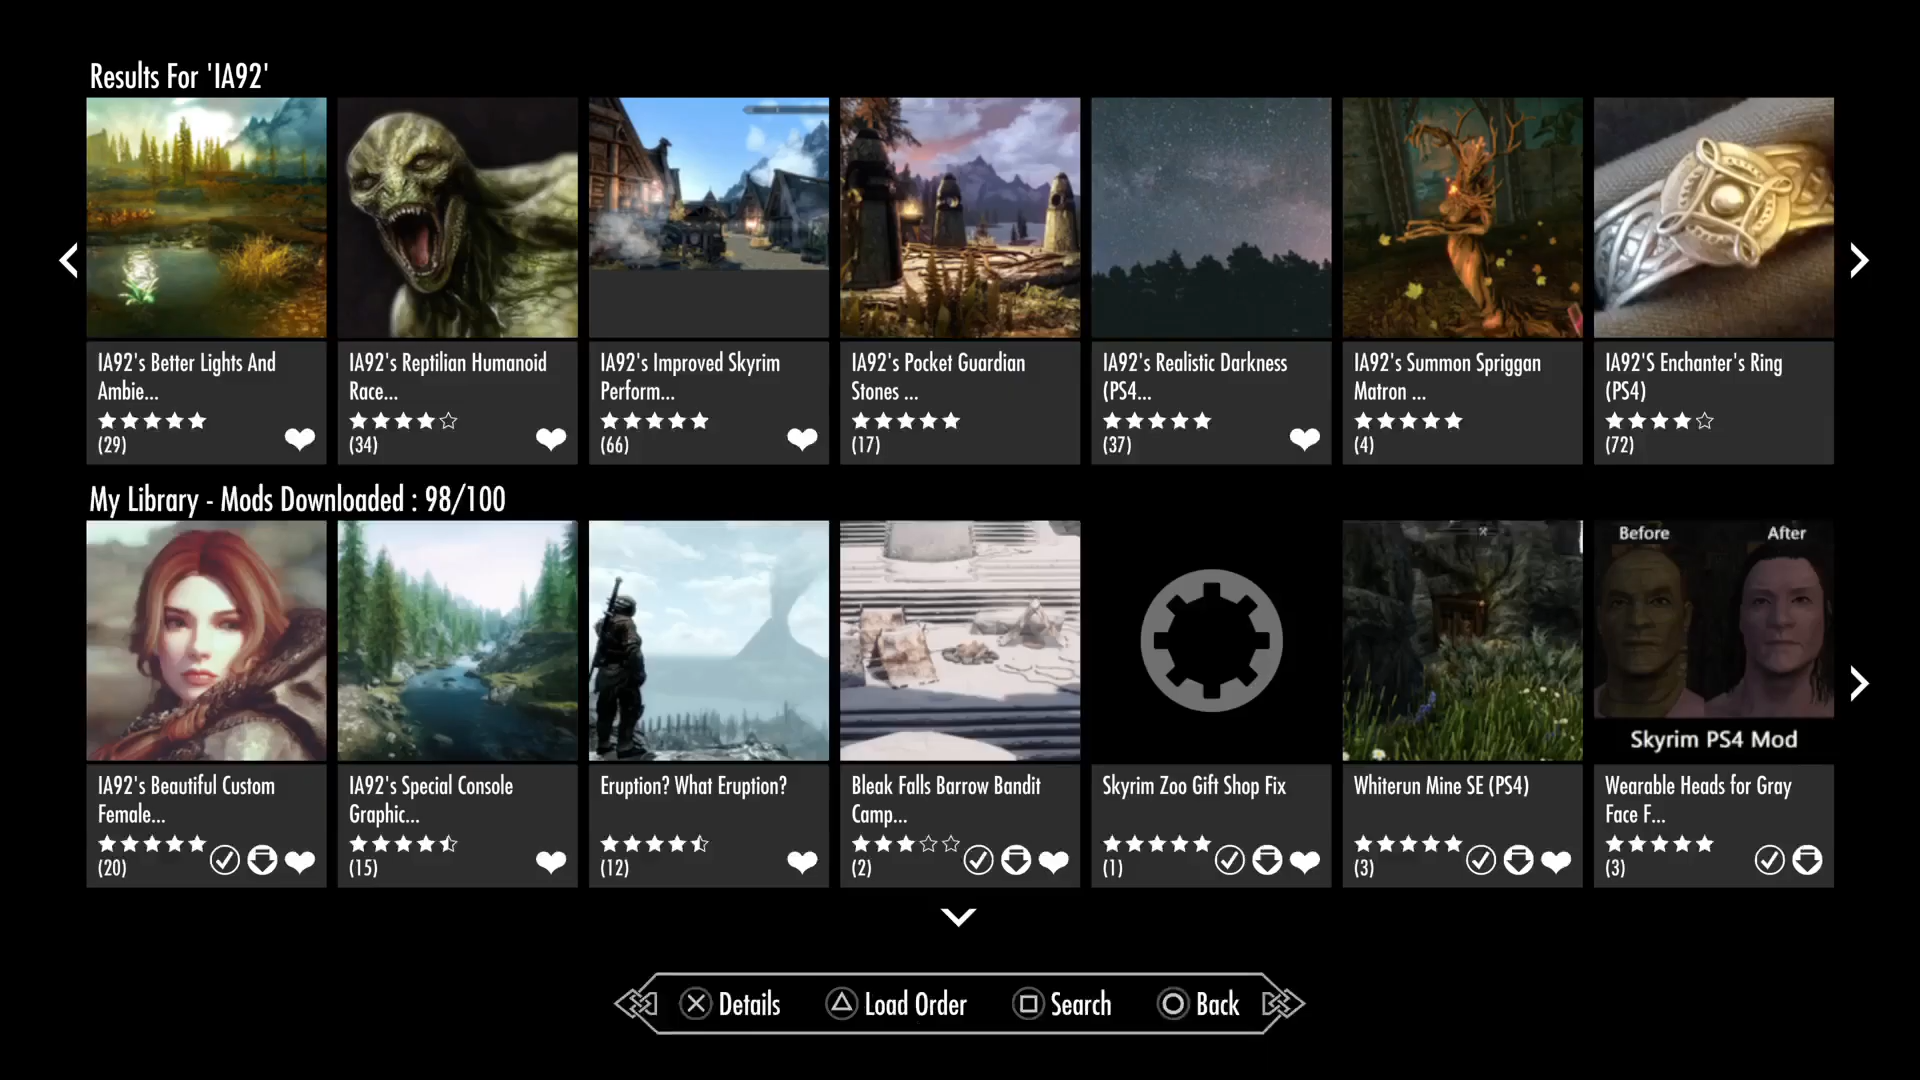 Results For 'IA92'
IA92's Better Lights And
Ambie...
(29)
IA92's Reptilian Humanoid
Race...
(34)
IA92's Improved Skyrim
Perform...
(66)
IA92's Pocket Guardian
Stones ...
(17)
IA92's Realistic Darkness
(PS4...
(37)
IA92's Summon Spriggan
Matron ...
(4)
IA92'S Enchanter's Ring
(PS4)
(72)
My Library - Mods Downloaded : 98/100
IA92's Beautiful Custom
Female...
(20)
IA92's Special Console
Graphic...
(15)
Eruption? What Eruption?
(12)
Bleak Falls Barrow Bandit
Camp...
(2)
Skyrim Zoo Gift Shop Fix
(1)
Whiterun Mine SE (PS4)
(3)
Before After
Skyrim PS4 Mod
Wearable Heads for Gray
Face F...
(3)
Details Load Order Search Back